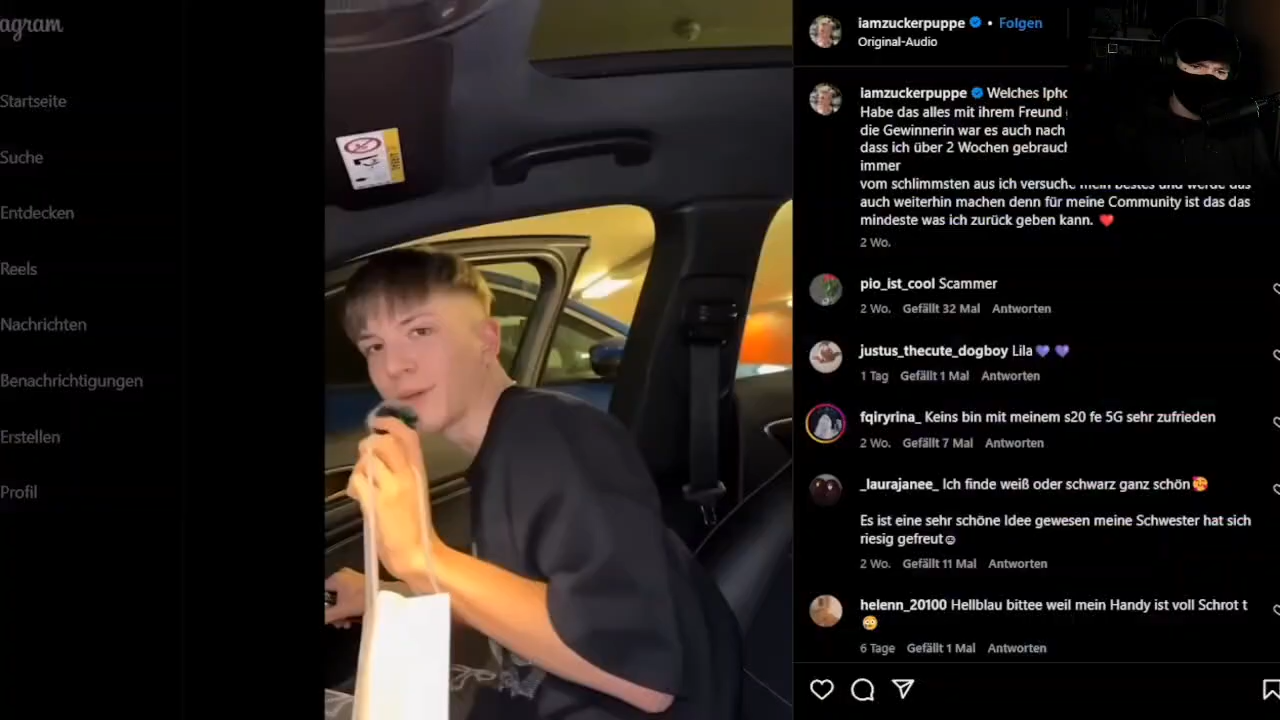 agram
Startseite
Suche
Entdecken
Reels
Nachrichten
Benachrichtigungen
Erstellen
Profil
iamzuckerpuppe • Folgen
Original-Audio
iamzuckerpuppe Welches
Habe das alles mit ihrem Freund
die Gewinnerin war es auch nach
dass ich über 2 Wochen
immer
vom schlimmsten aus ich versuche mein bestes und werde das
auch weiterhin machen denn für meine Community ist das das
mindeste was ich zurück geben kann. ❤️
2 Wo.
pio_ist_cool Scammer
2 Wo. Gefällt 32 Mal Antworten
justus_thecute_dogboy Lila💜 💜
1 Tag Gefällt 1 Mal Antworten
fqiryrina_ Keins bin mit meinem s20 fe 5G sehr zufrieden
2 Wo. Gefällt 7 Mal Antworten
_laurajanee_ Ich finde weiß oder schwarz ganz schön🥰
Es ist eine sehr schöne Idee gewesen meine Schwester hat sich
riesig gefreut☺
2 Wo. Gefällt 11 Mal Antworten
helenn_20100 Hellblau bittee weil mein Handy ist voll Schrot t
😳
6 Tage Gefällt 1 Mal Antworten